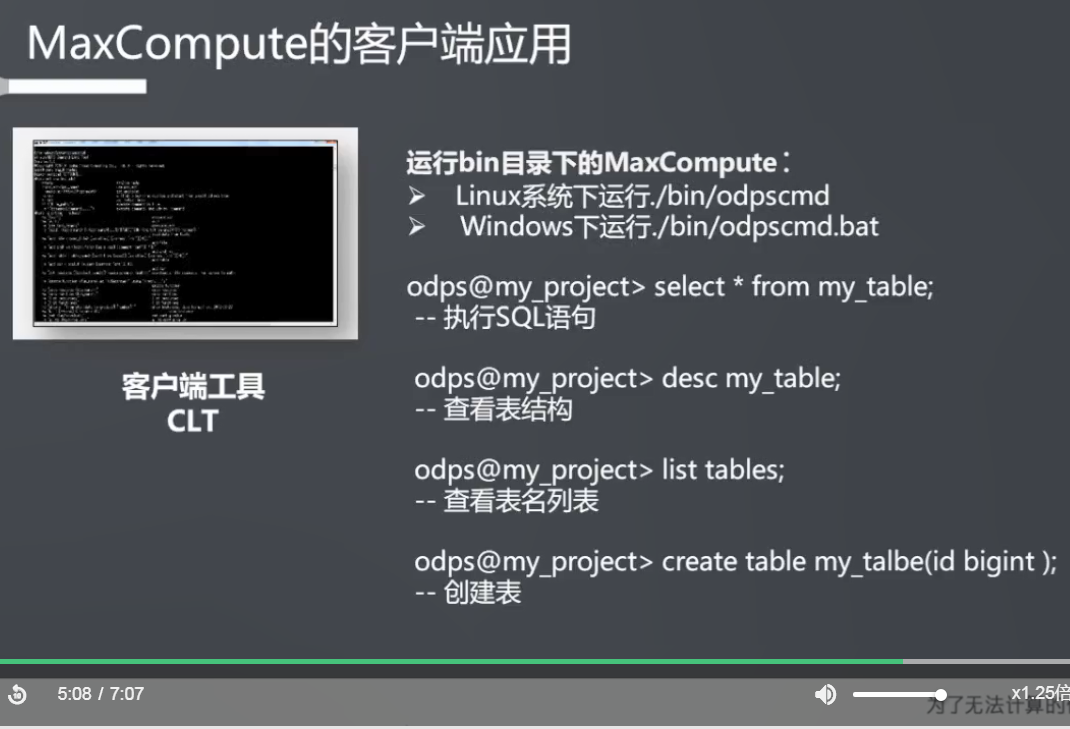 MaxCompute的客户端应用
运行bin目录下的MaxCompute：
➢ Linux系统下运行./bin/odpscmd
➢ Windows下运行./bin/odpscmd.bat
odps@my_project> select * from my_table;
-- 执行SQL语句
odps@my_project> desc my_table;
-- 查看表结构
odps@my_project> list tables;
-- 查看表名列表
odps@my_project> create table my_talbe(id bigint );
-- 创建表
客户端工具
CLT
10
5:08 / 7:07
x1.25倍
为了无法计算的